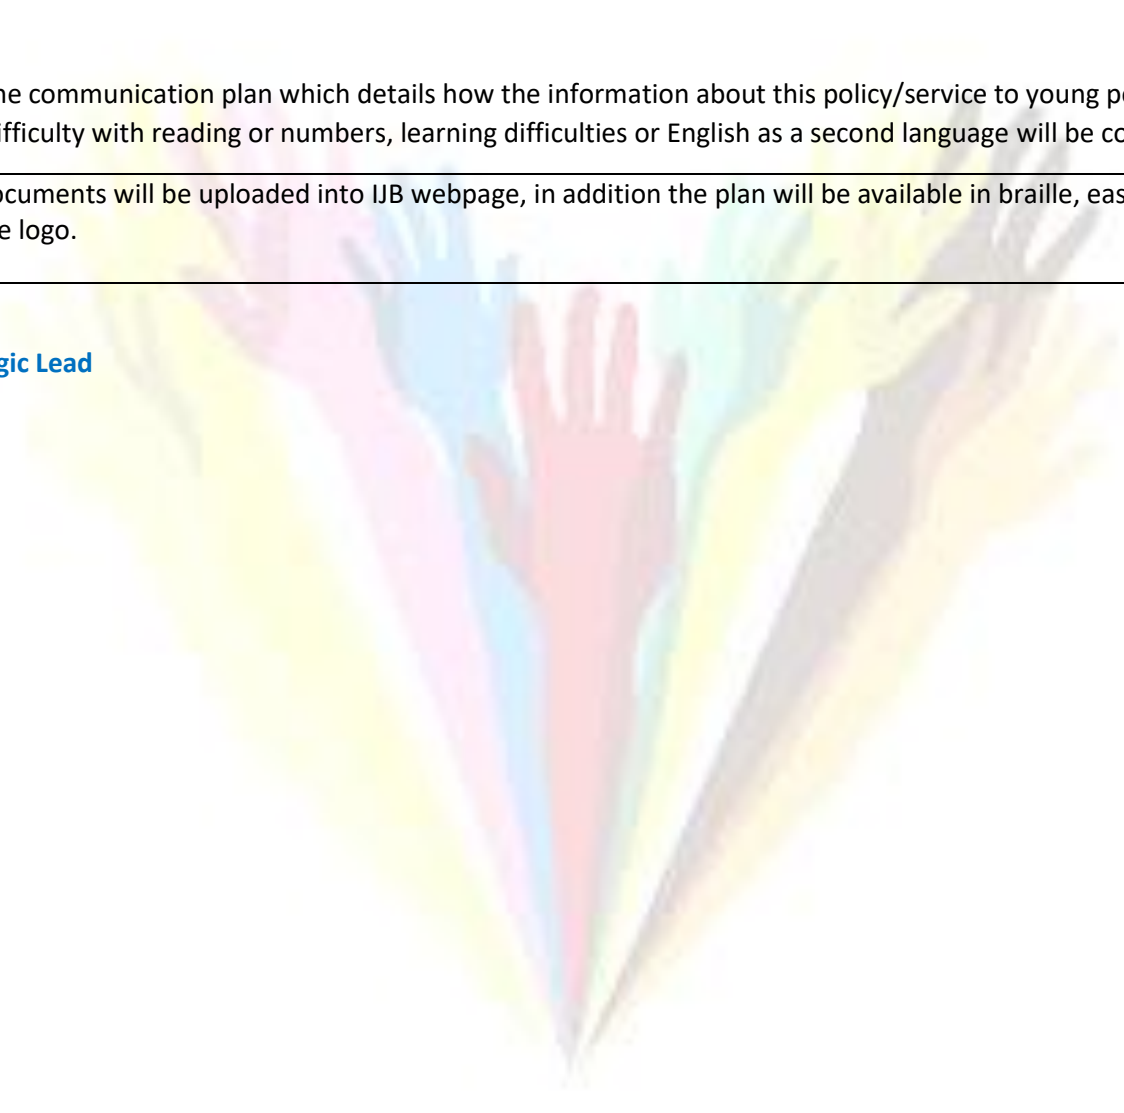 he communication plan which details how the information about this policy/service to young pe
ifficulty with reading or numbers, learning difficulties or English as a second language will be co
ocuments will be uploaded into IJB webpage, in addition the plan will be available in braille, eas
e logo.
gic Lead